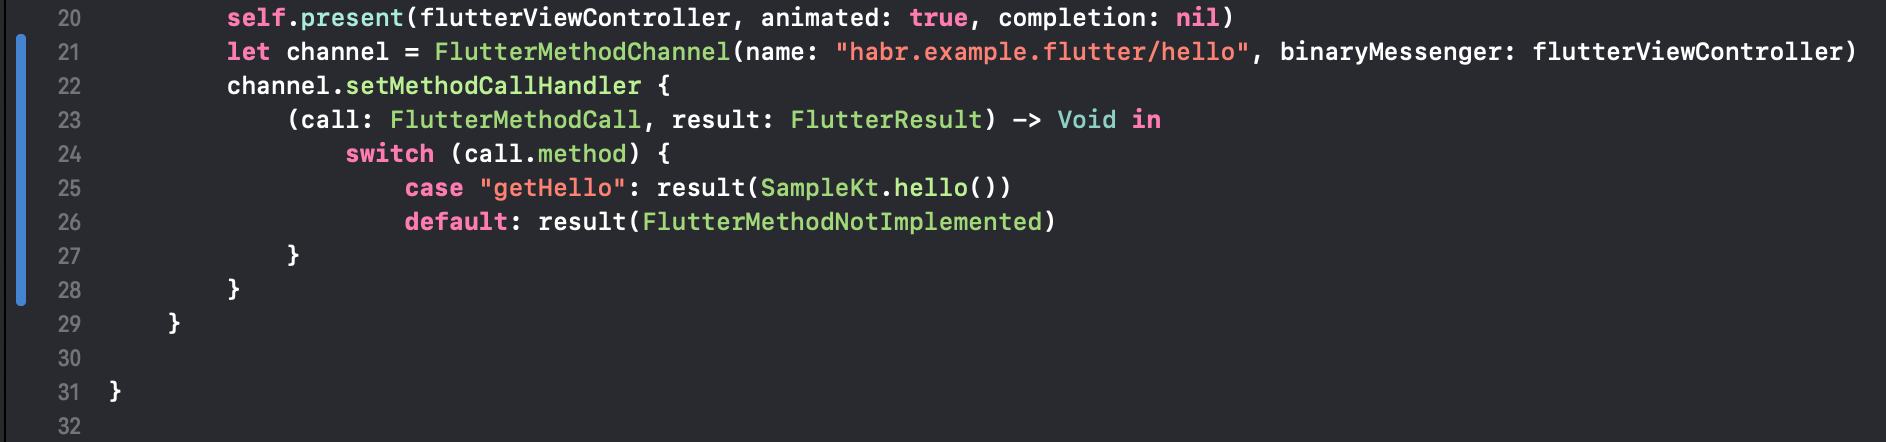 20 self.present(flutterViewController, animated: true, completion: nil)
21 let channel = FlutterMethodChannel(name: "habr.example.flutter/hello", binaryMessenger: flutterViewController)
22 channel.setMethodCallHandler {
23 (call: FlutterMethodCall, result: FlutterResult) -> Void in
24 switch (call.method) {
25 case "getHello": result(SampleKt.hello())
26 default: result(FlutterMethodNotImplemented)
27 }
28 }
29 }
30
31 }
32